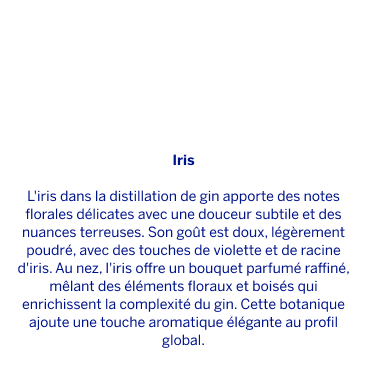 Iris
L'iris dans la distillation de gin apporte des notes
florales délicates avec une douceur subtile et des
nuances terreuses. Son goût est doux, légèrement
poudré, avec des touches de violette et de racine
d'iris. Au nez, l'iris offre un bouquet parfumé raffiné,
mêlant des éléments floraux et boisés qui
enrichissent la complexité du gin. Cette botanique
ajoute une touche aromatique élégante au profil
global.